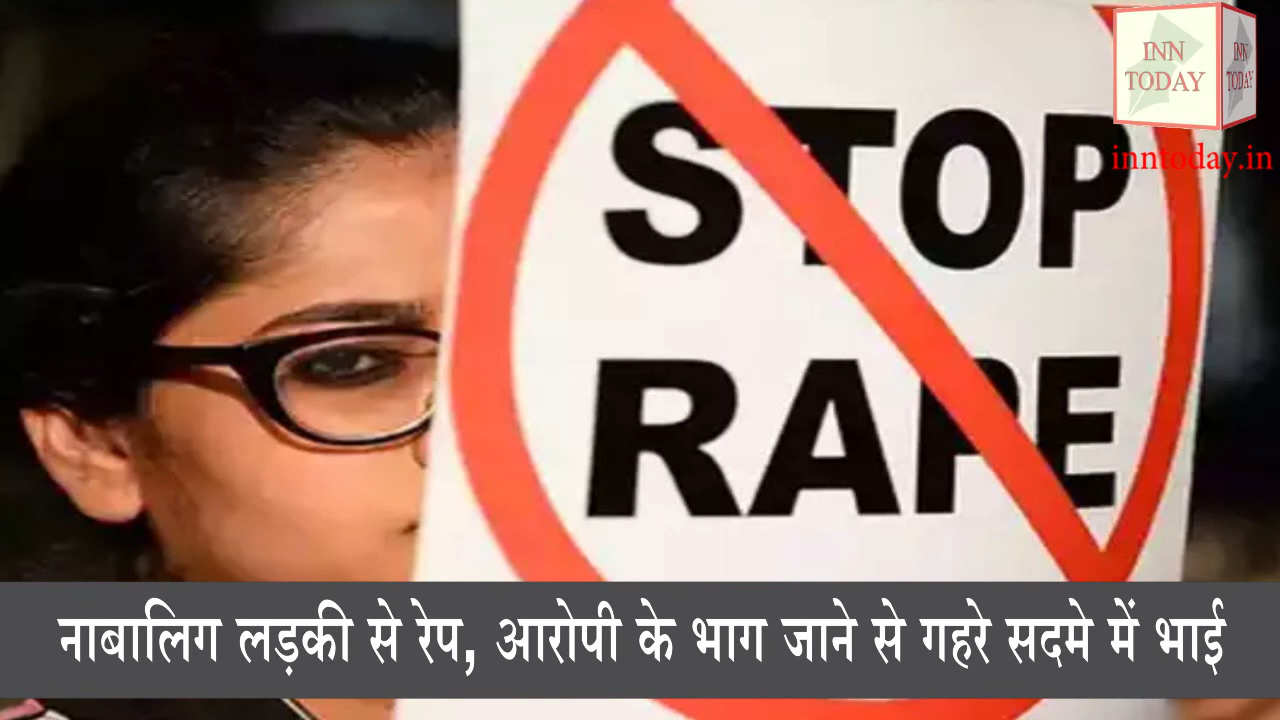 INN
TODAY
INN
TODAY
inntoday.in
STOP
RAPE
नाबालिग लड़की से रेप, आरोपी के भाग जाने से गहरे सदमे में भाई